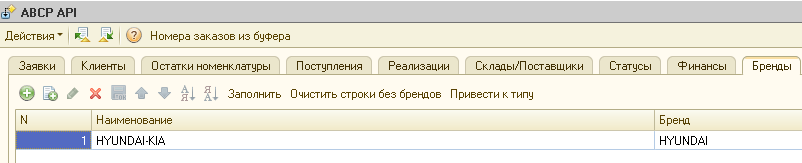 ABCP API
Действия Номера заказов из буфера
Заявки Клиенты Остатки номенклатуры Поступления Реализации Склады/Поставщики Статусы Финансы Бренды
Заполнить Очистить строки без брендов Привести к типу
N Наименование Бренд
1 HYUNDAI-KIA HYUNDAI